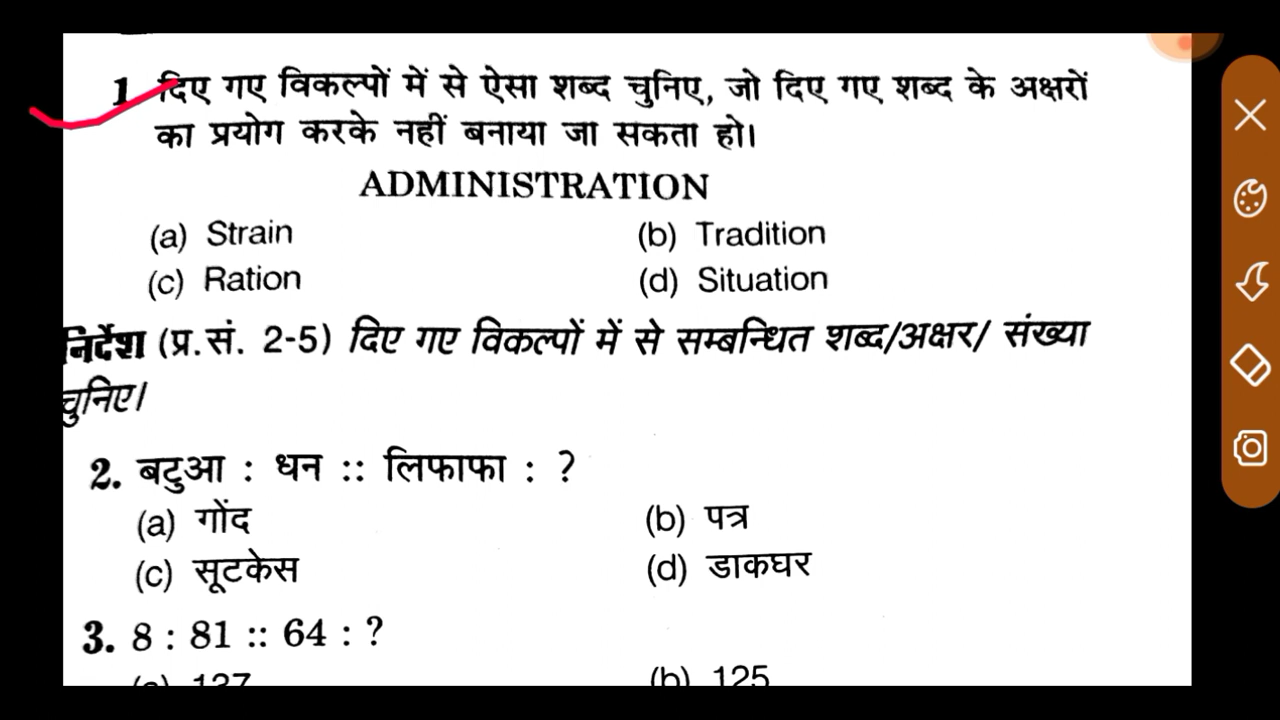 1 दिए गए विकल्पों में से ऐसा शब्द चुनिए, जो दिए गए शब्द के अक्षरों
का प्रयोग करके नहीं बनाया जा सकता हो।
ADMINISTRATION
(a) Strain (b) Tradition
(c) Ration (d) Situation
निर्देश (प्र.सं. 2-5) दिए गए विकल्पों में से सम्बन्धित शब्द/अक्षर/ संख्या
चुनिए।
2. बटुआ : धन :: लिफाफा : ?
(a) गोंद (b) पत्र
(c) सूटकेस (d) डाकघर
3. 8 : 81 :: 64 : ?
(a) 137 (b) 125